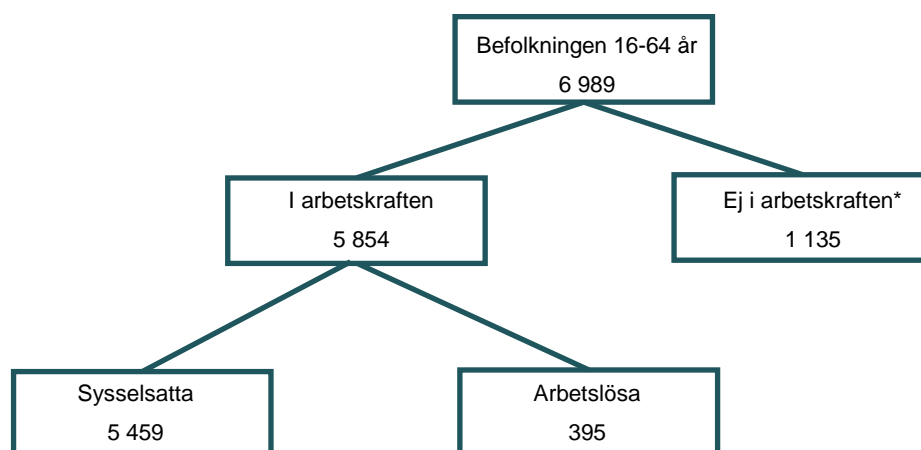 Befolkningen 16-64 år
6 989
I arbetskraften
5 854
Ej i arbetskraften*
1 135
Sysselsatta
5 459
Arbetslösa
395